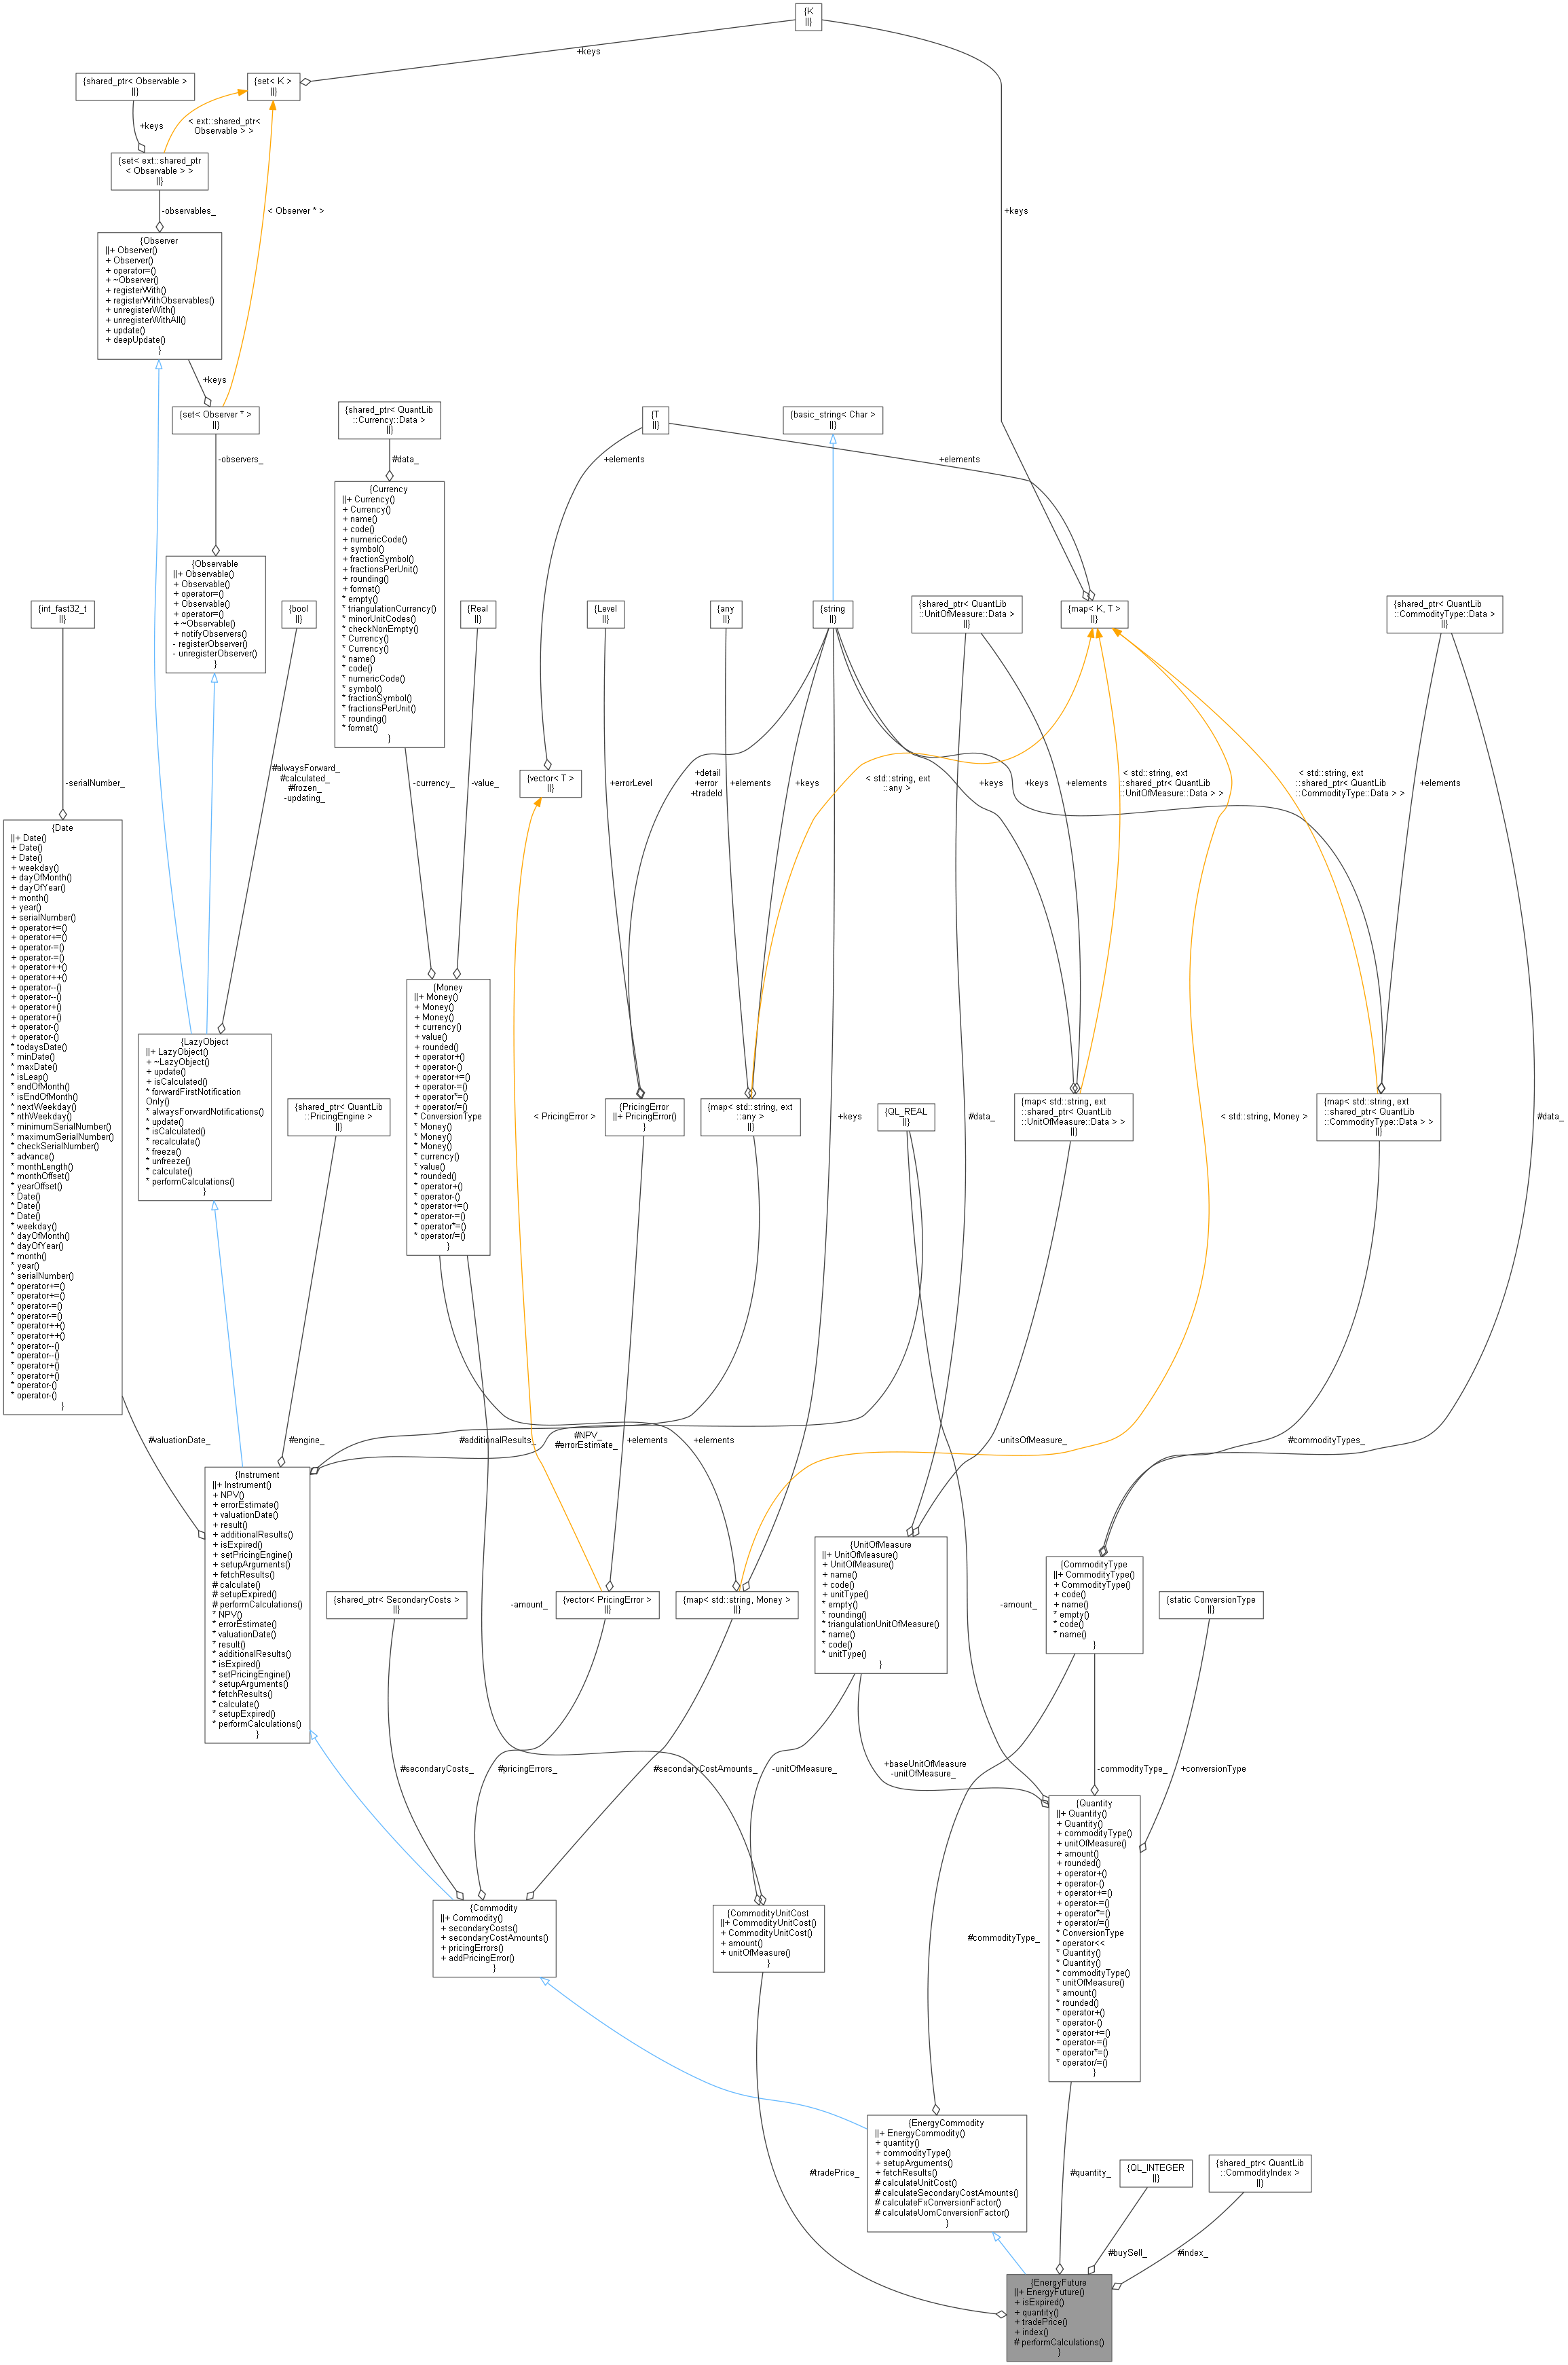 {K
||}
+keys
{shared_ptr< Observable >
||}
{set< K >
||}
+keys
< ext::shared_ptr<
Observable > >
{set< ext::shared_ptr
< Observable > >
||}
-observables_
< Observer * >
+keys
{Observer
||+ Observer()
+ Observer()
+ operator=()
+ ~Observer()
+ registerWith()
+ registerWithObservables()
+ unregisterWith()
+ unregisterWithAll()
+ update()
+ deepUpdate()
}
+keys
{set< Observer * >
||}
{shared_ptr< QuantLib
::Currency::Data >
||}
{T
||}
{basic_string< Char >
||}
-observers_
#data_
+elements
+elements
{Currency
||+ Currency()
+ Currency()
+ name()
+ code()
+ numericCode()
+ symbol()
+ fractionSymbol()
+ fractionsPerUnit()
+ rounding()
+ format()
* empty()
* triangulationCurrency()
* minorUnitCodes()
* checkNonEmpty()
* Currency()
* Currency()
* name()
* code()
* numericCode()
* symbol()
* fractionSymbol()
* fractionsPerUnit()
* rounding()
* format()
}
{Observable
||+ Observable()
+ Observable()
+ operator=()
+ Observable()
+ operator=()
+ ~Observable()
+ notifyObservers()
- registerObserver()
- unregisterObserver()
}
{int_fast32_t
||}
{bool
||}
{Real
||}
{Level
||}
{any
||}
{string
||}
{shared_ptr< QuantLib
::UnitOfMeasure::Data >
||}
{map< K, T >
||}
{shared_ptr< QuantLib
::CommodityType::Data >
||}
-serialNumber_
#alwaysForward_
#calculated_
#frozen_
-updating_
-currency_
-value_
{vector< T >
||}
+errorLevel
+detail
+error
+tradeId
+elements
+keys
< std::string, ext
::any >
+keys
+keys
+elements
< std::string, ext
::shared_ptr< QuantLib
::UnitOfMeasure::Data > >
< std::string, ext
::shared_ptr< QuantLib
::CommodityType::Data > >
+elements
{Date
||+ Date()
+ Date()
+ Date()
+ weekday()
+ dayOfMonth()
+ dayOfYear()
+ month()
+ year()
+ serialNumber()
+ operator+=()
+ operator+=()
+ operator-=()
+ operator-=()
+ operator++()
+ operator++()
+ operator--()
+ operator--()
+ operator+()
+ operator+()
+ operator-()
+ operator-()
* todaysDate()
* minDate()
* maxDate()
* isLeap()
* endOfMonth()
* isEndOfMonth()
* nextWeekday()
* nthWeekday()
* minimumSerialNumber()
* maximumSerialNumber()
* checkSerialNumber()
* advance()
* monthLength()
* monthOffset()
* yearOffset()
* Date()
* Date()
* Date()
* weekday()
* dayOfMonth()
* dayOfYear()
* month()
* year()
* serialNumber()
* operator+=()
* operator+=()
* operator-=()
* operator-=()
* operator++()
* operator++()
* operator--()
* operator--()
* operator+()
* operator+()
* operator-()
* operator-()
}
{LazyObject
||+ LazyObject()
+ ~LazyObject()
+ update()
+ isCalculated()
* forwardFirstNotification
Only()
* alwaysForwardNotifications()
* update()
* isCalculated()
* recalculate()
* freeze()
* unfreeze()
* calculate()
* performCalculations()
}
{shared_ptr< QuantLib
::PricingEngine >
||}
{Money
||+ Money()
+ Money()
+ Money()
+ currency()
+ value()
+ rounded()
+ operator+()
+ operator-()
+ operator+=()
+ operator-=()
+ operator*=()
+ operator/=()
* ConversionType
* Money()
* Money()
* Money()
* currency()
* value()
* rounded()
* operator+()
* operator-()
* operator+=()
* operator-=()
* operator*=()
* operator/=()
}
< PricingError >
{PricingError
||+ PricingError()
}
{map< std::string, ext
::any >
||}
+keys
{QL_REAL
||}
#data_
{map< std::string, ext
::shared_ptr< QuantLib
::UnitOfMeasure::Data > >
||}
< std::string, Money >
{map< std::string, ext
::shared_ptr< QuantLib
::CommodityType::Data > >
||}
#data_
#valuationDate_
#engine_
#additionalResults_
#NPV_
#errorEstimate_
+elements
+elements
-unitsOfMeasure_
#commodityTypes_
{Instrument
||+ Instrument()
+ NPV()
+ errorEstimate()
+ valuationDate()
+ result()
+ additionalResults()
+ isExpired()
+ setPricingEngine()
+ setupArguments()
+ fetchResults()
# calculate()
# setupExpired()
# performCalculations()
* NPV()
* errorEstimate()
* valuationDate()
* result()
* additionalResults()
* isExpired()
* setPricingEngine()
* setupArguments()
* fetchResults()
* calculate()
* setupExpired()
* performCalculations()
}
{shared_ptr< SecondaryCosts >
||}
-amount_
{vector< PricingError >
||}
{map< std::string, Money >
||}
{UnitOfMeasure
||+ UnitOfMeasure()
+ UnitOfMeasure()
+ name()
+ code()
+ unitType()
* empty()
* rounding()
* triangulationUnitOfMeasure()
* name()
* code()
* unitType()
}
-amount_
{CommodityType
||+ CommodityType()
+ CommodityType()
+ code()
+ name()
* empty()
* code()
* name()
}
{static ConversionType
||}
#secondaryCosts_
#pricingErrors_
#secondaryCostAmounts_
-unitOfMeasure_
+baseUnitOfMeasure
-unitOfMeasure_
-commodityType_
+conversionType
{Commodity
||+ Commodity()
+ secondaryCosts()
+ secondaryCostAmounts()
+ pricingErrors()
+ addPricingError()
}
{CommodityUnitCost
||+ CommodityUnitCost()
+ CommodityUnitCost()
+ amount()
+ unitOfMeasure()
}
#commodityType_
{Quantity
||+ Quantity()
+ Quantity()
+ commodityType()
+ unitOfMeasure()
+ amount()
+ rounded()
+ operator+()
+ operator-()
+ operator+=()
+ operator-=()
+ operator*=()
+ operator/=()
* ConversionType
* operator<<
* Quantity()
* Quantity()
* commodityType()
* unitOfMeasure()
* amount()
* rounded()
* operator+()
* operator-()
* operator+=()
* operator-=()
* operator*=()
* operator/=()
}
#tradePrice_
{EnergyCommodity
||+ EnergyCommodity()
+ quantity()
+ commodityType()
+ setupArguments()
+ fetchResults()
# calculateUnitCost()
# calculateSecondaryCostAmounts()
# calculateFxConversionFactor()
# calculateUomConversionFactor()
}
#quantity_
{QL_INTEGER
||}
{shared_ptr< QuantLib
::CommodityIndex >
||}
#buySell_
#index_
{EnergyFuture
||+ EnergyFuture()
+ isExpired()
+ quantity()
+ tradePrice()
+ index()
# performCalculations()
}